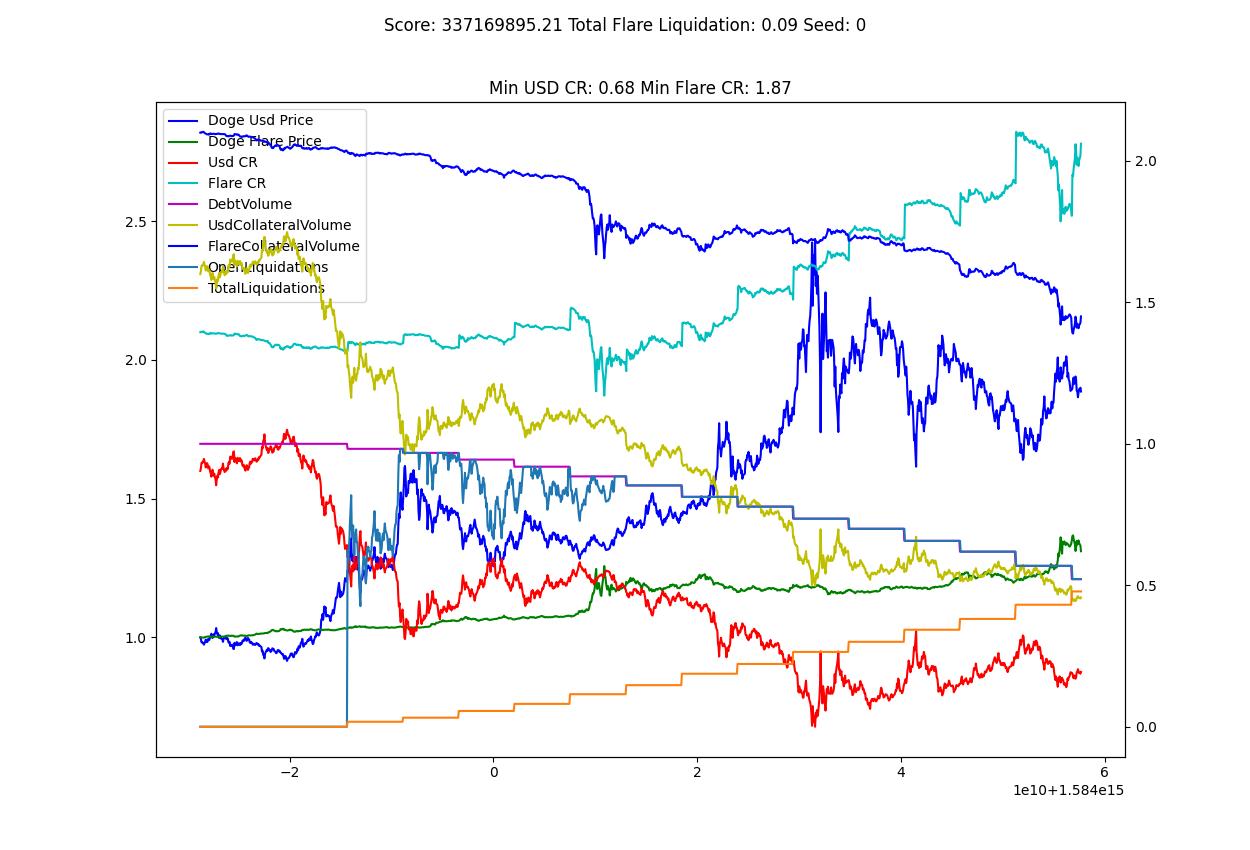 Score: 337169895.21 Total Flare Liquidation: 0.09 Seed: 0
Min USD CR: 0.68 Min Flare CR: 1.87
Doge Usd Price
Doge Flare Price
Usd CR
Flare CR
DebtVolume
UsdCollateralVolume
FlareCollateralVolume
OpenLiquidations
TotalLiquidations
2.5
2.0
1.5
1.0
2.0
1.5
1.0
0.5
0.0
−2
0
2
4
6
1e10+1.584e15